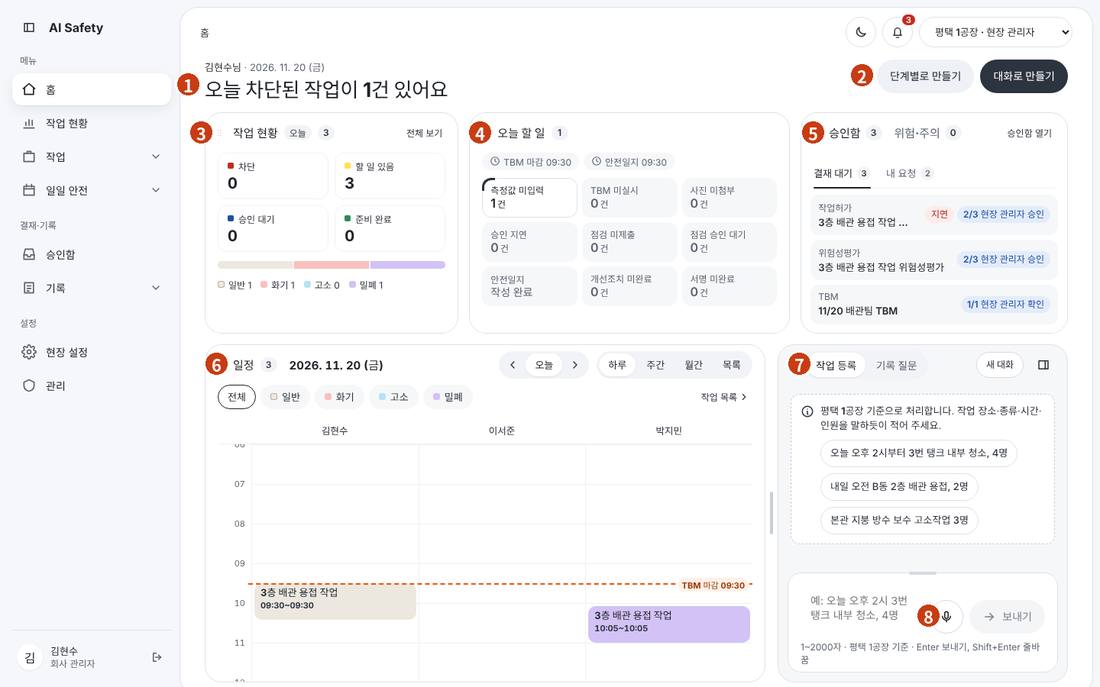 AI Safety
메뉴
홈
작업 현황
작업
일일 안전
결재·기록
승인함
기록
설정
현장 설정
관리
김
김현수
회사 관리자
홈
3
평택 1공장 · 현장 관리자
1
김현수님 · 2026. 11. 20 (금)
오늘 차단된 작업이 1건 있어요
2
단계별로 만들기
대화로 만들기
3
작업 현황 오늘 3
전체 보기
차단
0
할 일 있음
3
승인 대기
0
준비 완료
0
일반 1 화기 1 고소 0 밀폐 1
4
오늘 할 일 1
TBM 마감 09:30 안전일지 09:30
측정값 미입력
1건
TBM 미실시
0건
사진 미첨부
0건
승인 지연
0건
점검 미제출
0건
점검 승인 대기
0건
안전일지
작성 완료
개선조치 미완료
0건
서명 미완료
0건
5
승인함 3 위험·주의 0
승인함 열기
결재 대기 3 내 요청 2
작업허가
3층 배관 용접 작업 ...
지연 2/3 현장 관리자 승인
위험성평가
3층 배관 용접 작업 위험성평가
2/3 현장 관리자 승인
TBM
11/20 배관팀 TBM
1/1 현장 관리자 확인
6
일정 3 2026. 11. 20 (금)
오늘
하루 주간 월간 목록
전체 일반 화기 고소 밀폐
작업 목록
김현수 이서준 박지민
06
07
08
09
TBM 마감 09:30
3층 배관 용접 작업
09:30~09:30
10
3층 배관 용접 작업
10:05~10:05
11
12
7
작업 등록 기록 질문
새 대화
평택 1공장 기준으로 처리합니다. 작업 장소·종류·시간·
인원을 말하듯이 적어 주세요.
오늘 오후 2시부터 3번 탱크 내부 청소, 4명
내일 오전 B동 2층 배관 용접, 2명
본관 지붕 방수 보수 고소작업 3명
예: 오늘 오후 2시 3번
탱크 내부 청소, 4명
8
보내기
1~2000자 · 평택 1공장 기준 · Enter 보내기, Shift+Enter 줄바
꿈